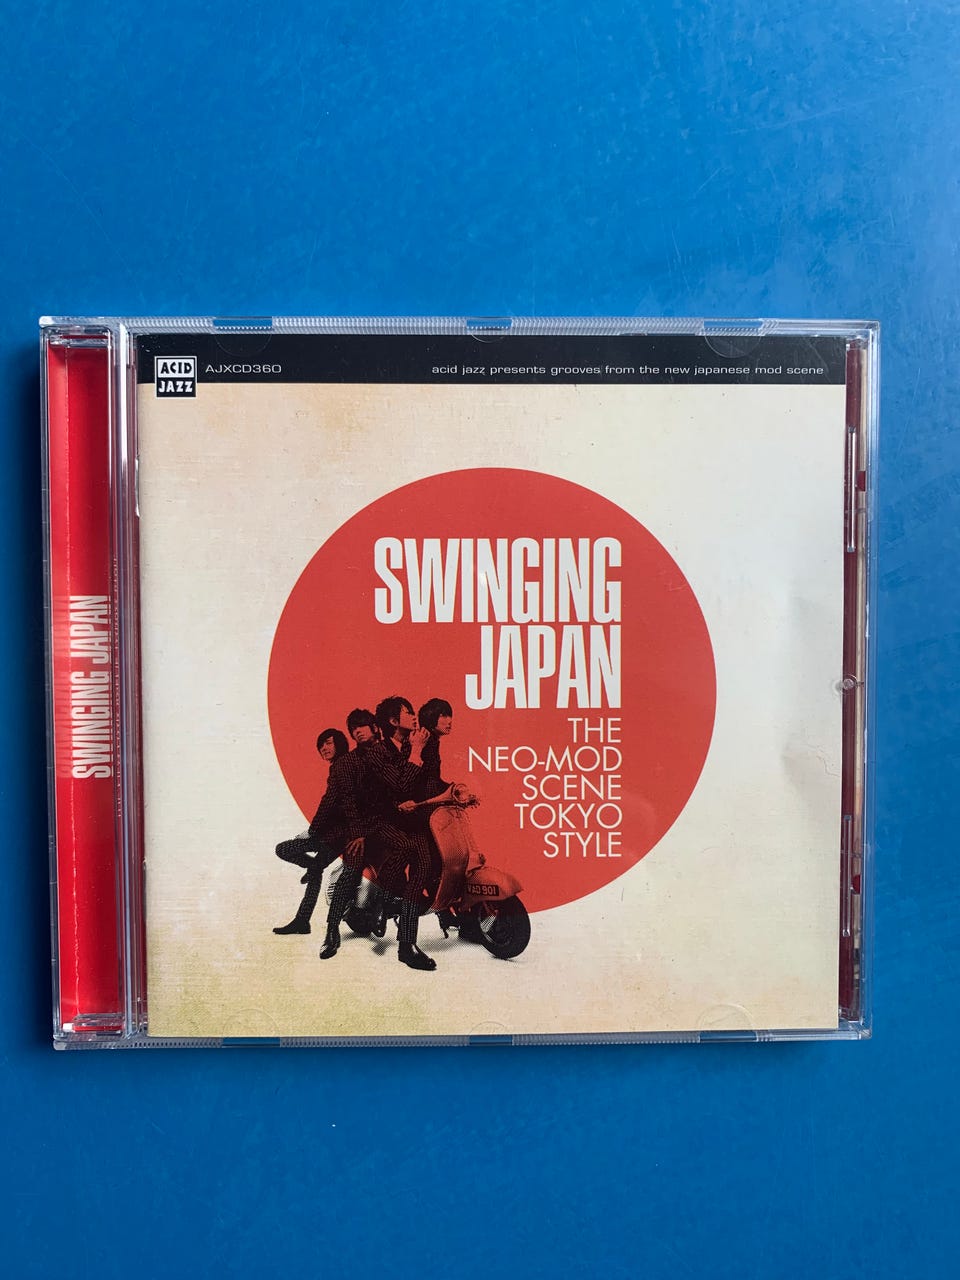 ACID
JAZZ
AJXCD360
acid jazz presents grooves from the new japanese mod scene
SWINGING
JAPAN
THE
NEO-MOD
SCENE
TOKYO
STYLE
SWINGING JAPAN